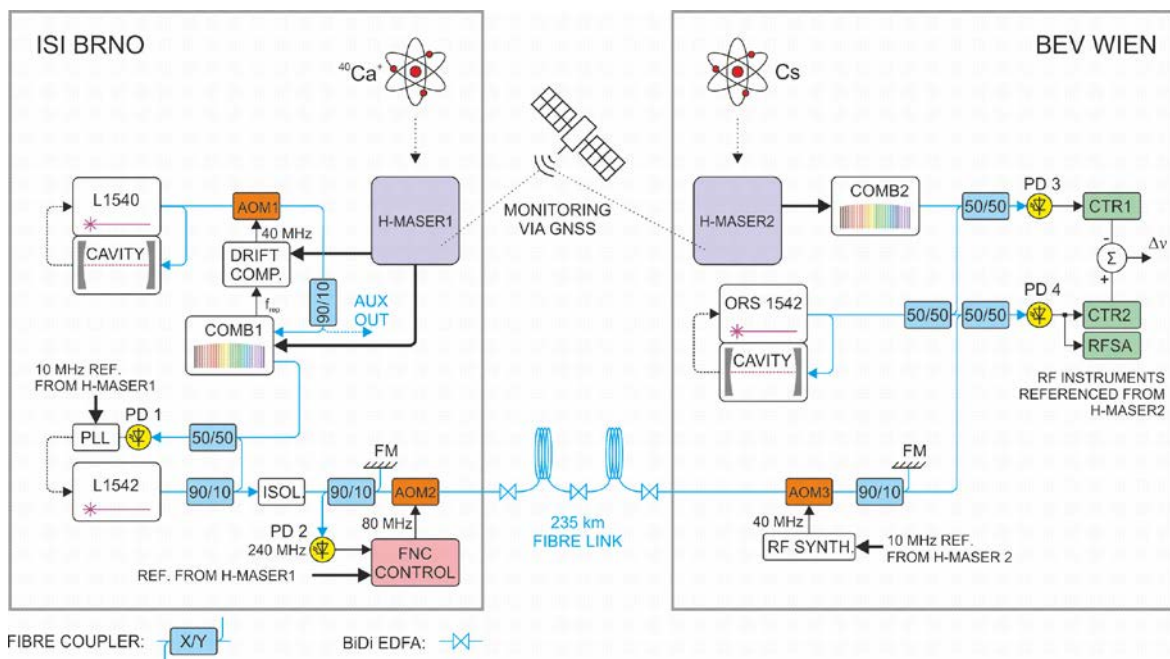 ISI BRNO
BEV WIEN
40Ca+
Cs
L1540
CAVITY
AOM1
40 MHz
DRIFT
COMP.
frep
COMB1
H-MASER1
90/10
AUX
OUT
MONITORING
VIA GNSS
H-MASER2
COMB2
50/50
PD 3
CTR1
-
Σ
Δν
+
ORS 1542
CAVITY
50/50
50/50
PD 4
CTR2
RFSA
RF INSTRUMENTS
REFERENCED FROM
H-MASER2
10 MHz REF.
FROM H-MASER1
PD 1
PLL
50/50
L1542
90/10
ISOL.
90/10
FM
AOM2
PD 2
240 MHz
80 MHz
FNC
CONTROL
REF. FROM H-MASER1
235 km
FIBRE LINK
AOM3
90/10
FM
40 MHz
RF SYNTH.
10 MHz REF.
FROM H-MASER 2
FIBRE COUPLER:
X/Y
BiDi EDFA: